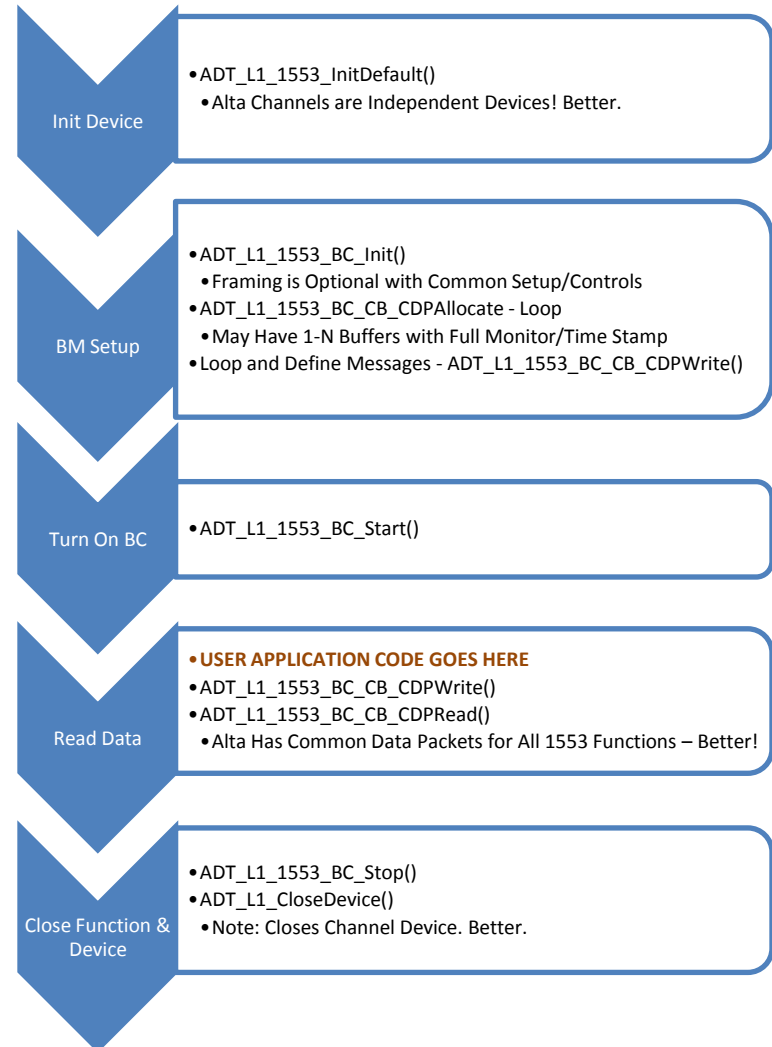 Init Device
•ADT_L1_1553_InitDefault()
•Alta Channels are Independent Devices! Better.
BM Setup
•ADT_L1_1553_BC_Init()
•Framing is Optional with Common Setup/Controls
•ADT_L1_1553_BC_CB_CDPAllocate - Loop
•May Have 1-N Buffers with Full Monitor/Time Stamp
•Loop and Define Messages - ADT_L1_1553_BC_CB_CDPWrite()
Turn On BC
•ADT_L1_1553_BC_Start()
Read Data
•USER APPLICATION CODE GOES HERE
•ADT_L1_1553_BC_CB_CDPWrite()
•ADT_L1_1553_BC_CB_CDPRead()
•Alta Has Common Data Packets for All 1553 Functions – Better!
Close Function &
Device
•ADT_L1_1553_BC_Stop()
•ADT_L1_CloseDevice()
•Note: Closes Channel Device. Better.